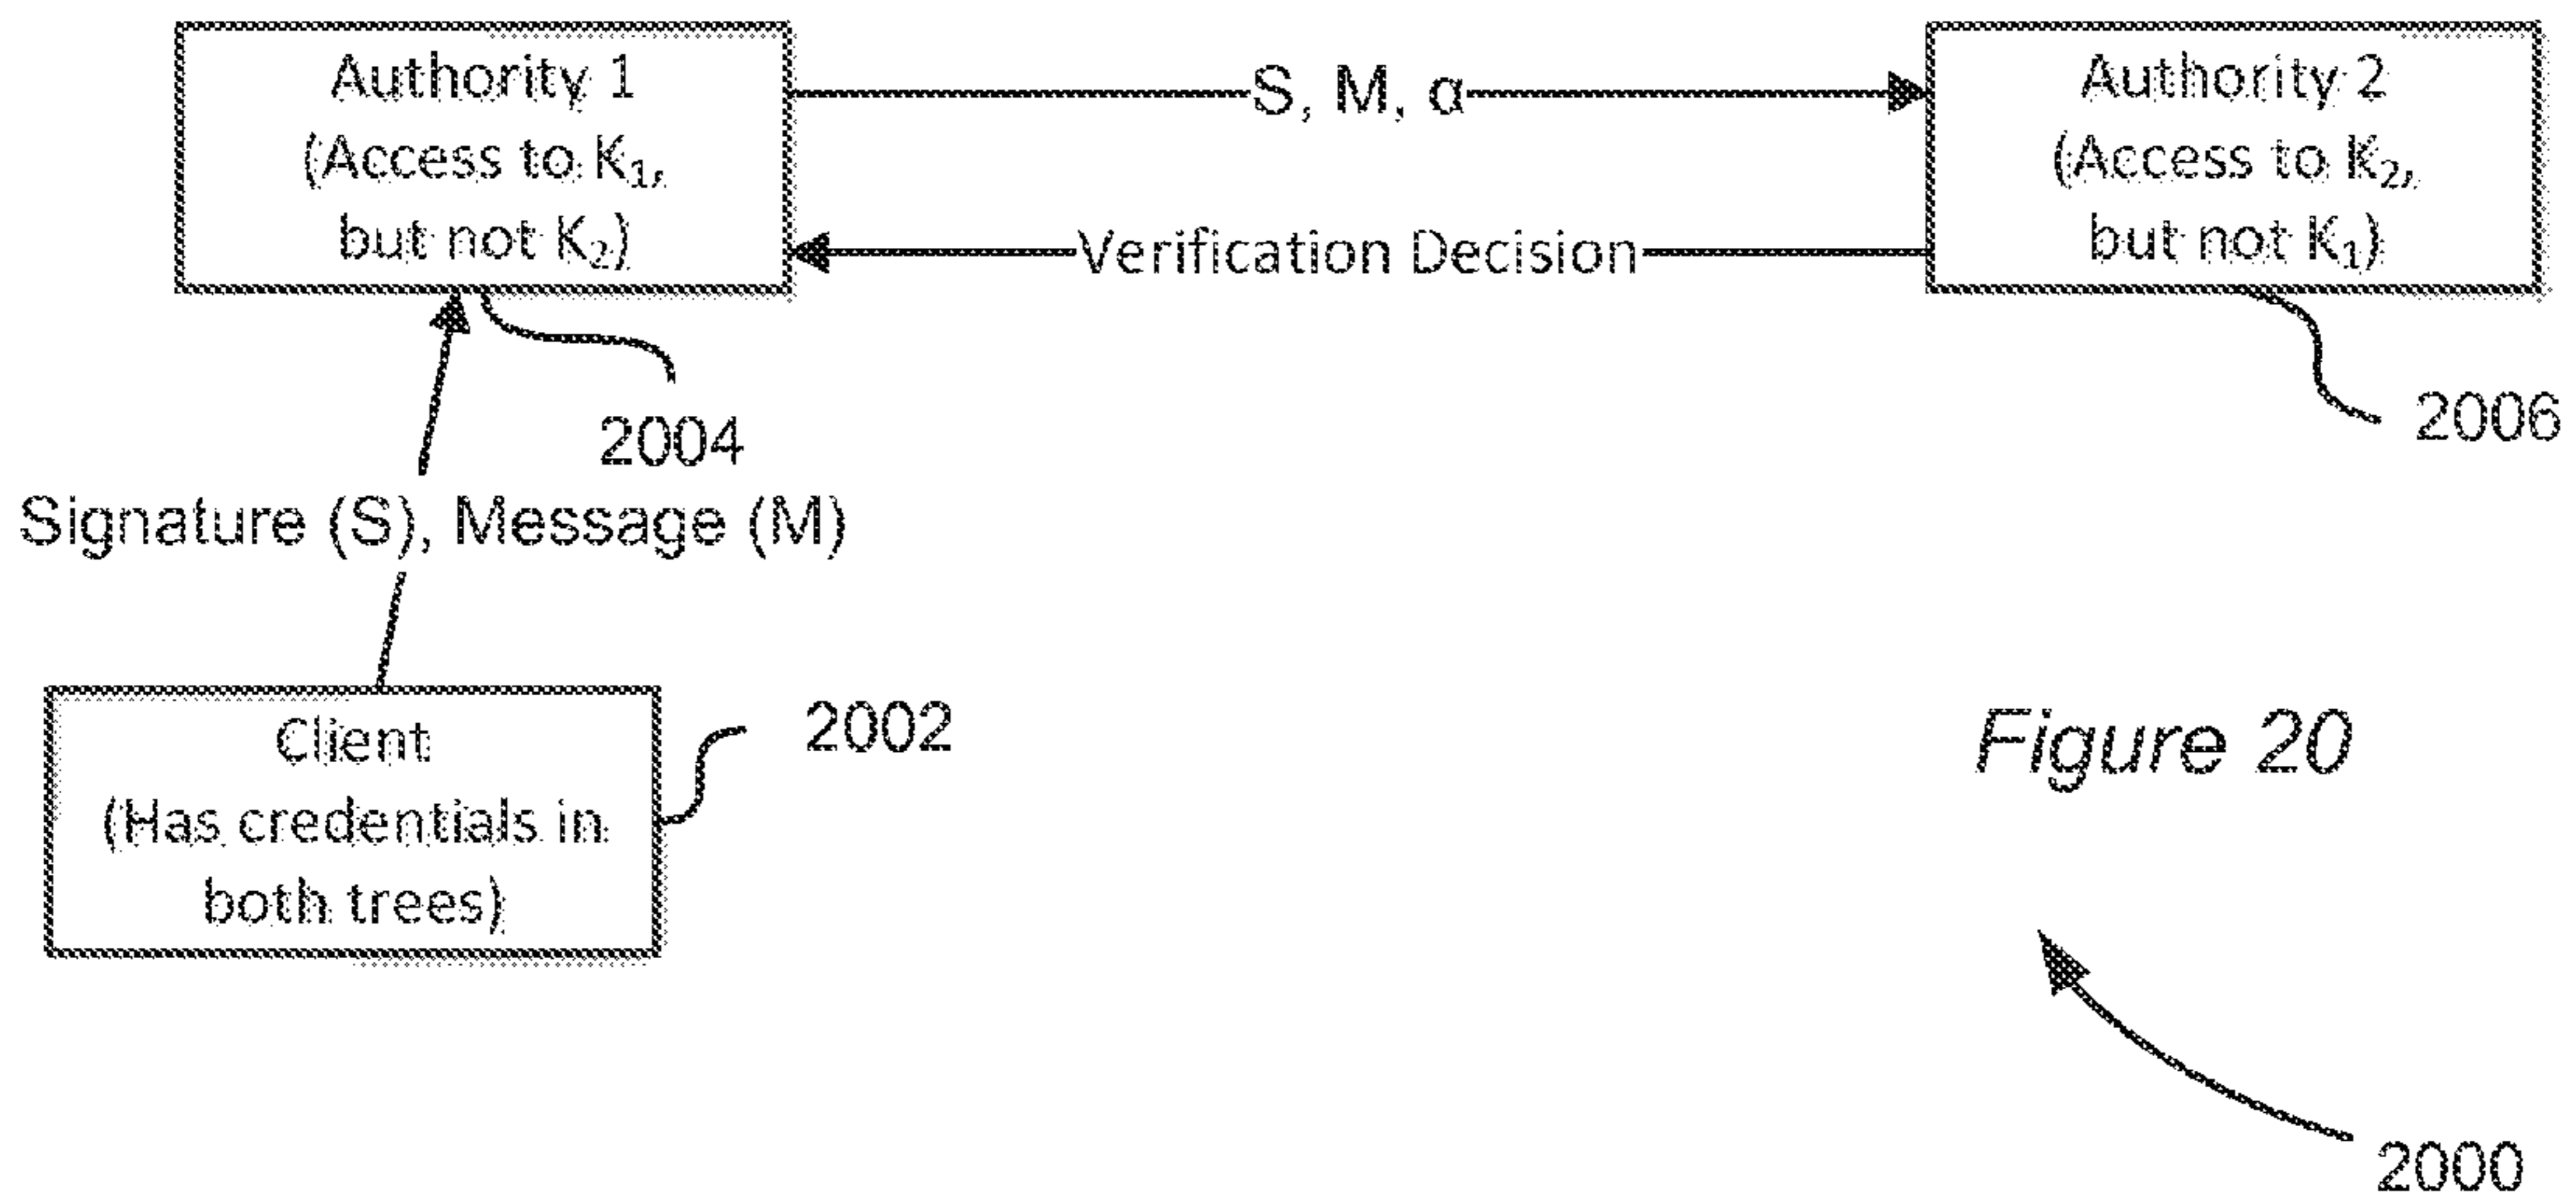 Authority 1
(Access to K₁,
but not K₂)
S, M, α
Authority 2
(Access to K₂,
but not K₁)
Verification Decision
2004
2006
Signature (S), Message (M)
Client
(Has credentials in
both trees)
2002
Figure 20
2000